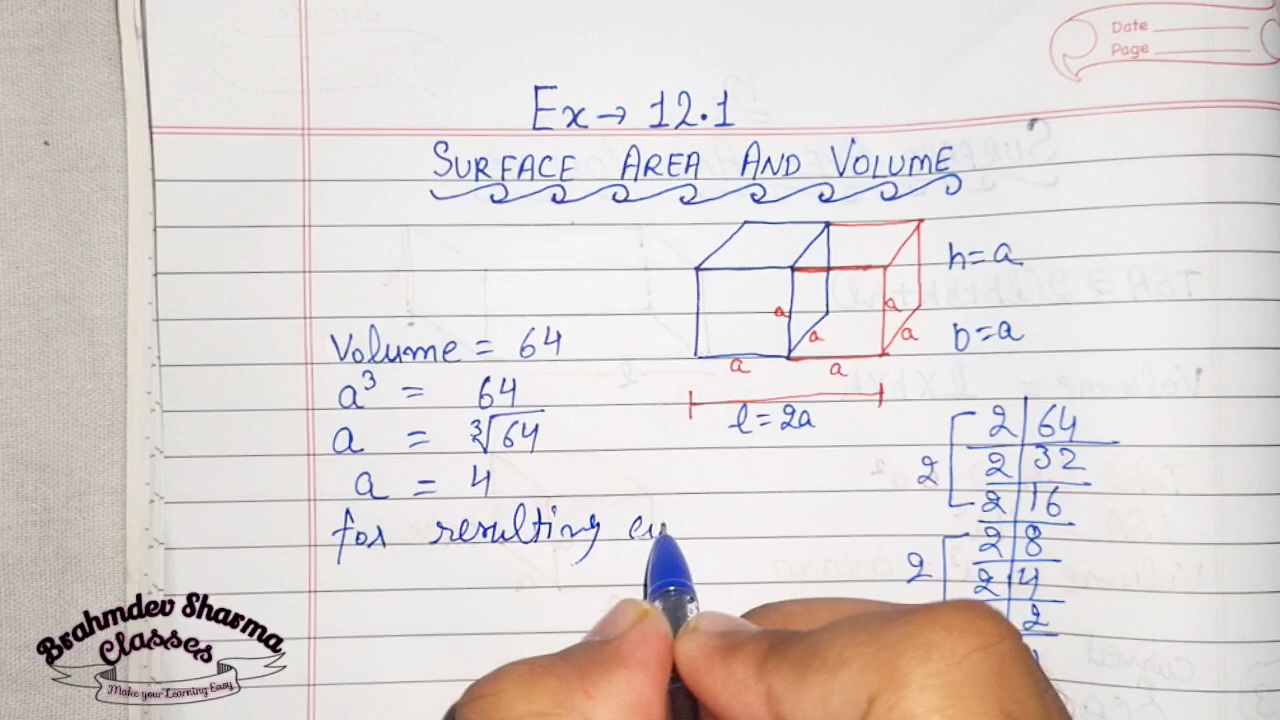 Date
Page
Ex → 12.1
SURFACE AREA AND VOLUME
h = a
b = a
a a a a
a a
l = 2a
Volume = 64
a³ = 64
a = ∛64
a = 4
for resulting cu
2 | 64
2 | 32
2 | 16
2 | 8
2 | 4
2
2
2
Brahmdev Sharma
Classes
Make your Learning Easy